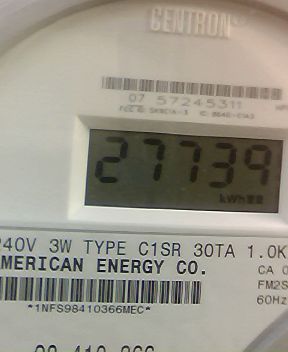 CENTRON
07 57245311
27739
kWh
240V 3W TYPE C1SR 30TA 1.0K
AMERICAN ENERGY CO.
CA 0
FM2S
60Hz
*1NFS98410366MEC*